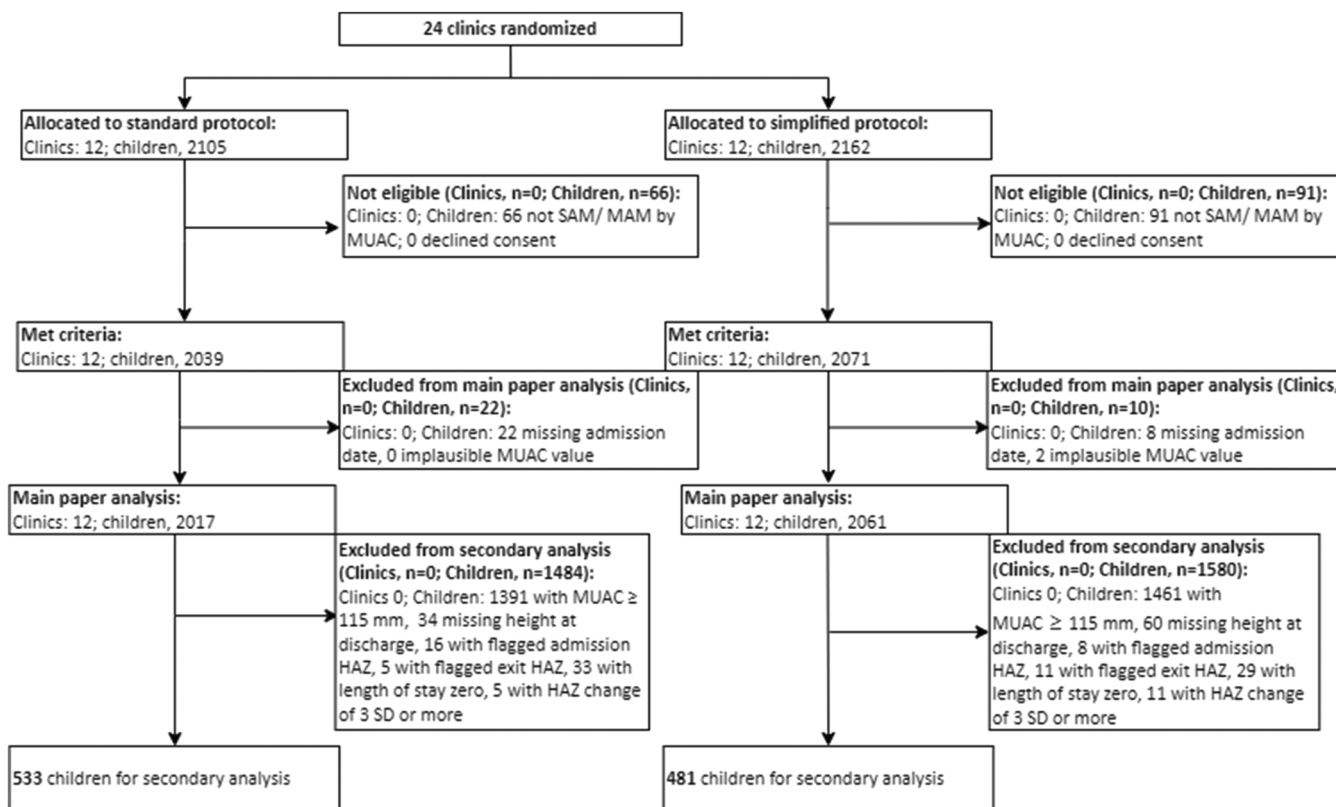 24 clinics randomized
Allocated to standard protocol:
Clinics: 12; children, 2105
Allocated to simplified protocol:
Clinics: 12; children, 2162
Not eligible (Clinics, n=0; Children, n=66):
Clinics: 0; Children: 66 not SAM/ MAM by
MUAC; 0 declined consent
Not eligible (Clinics, n=0; Children, n=91):
Clinics: 0; Children: 91 not SAM/ MAM by
MUAC; 0 declined consent
Met criteria:
Clinics: 12; children, 2039
Met criteria:
Clinics: 12; children, 2071
Excluded from main paper analysis (Clinics,
n=0; Children, n=22):
Clinics: 0; Children: 22 missing admission
date, 0 implausible MUAC value
Excluded from main paper analysis (Clinics,
n=0; Children, n=10):
Clinics: 0; Children: 8 missing admission
date, 2 implausible MUAC value
Main paper analysis:
Clinics: 12; children, 2017
Main paper analysis:
Clinics: 12; children, 2061
Excluded from secondary analysis
(Clinics, n=0; Children, n=1484):
Clinics 0; Children: 1391 with MUAC ≥
115 mm, 34 missing height at
discharge, 16 with flagged admission
HAZ, 5 with flagged exit HAZ, 33 with
length of stay zero, 5 with HAZ change
of 3 SD or more
Excluded from secondary analysis
(Clinics, n=0; Children, n=1580):
Clinics 0; Children: 1461 with
MUAC ≥ 115 mm, 60 missing height at
discharge, 8 with flagged admission
HAZ, 11 with flagged exit HAZ, 29 with
length of stay zero, 11 with HAZ change
of 3 SD or more
533 children for secondary analysis
481 children for secondary analysis